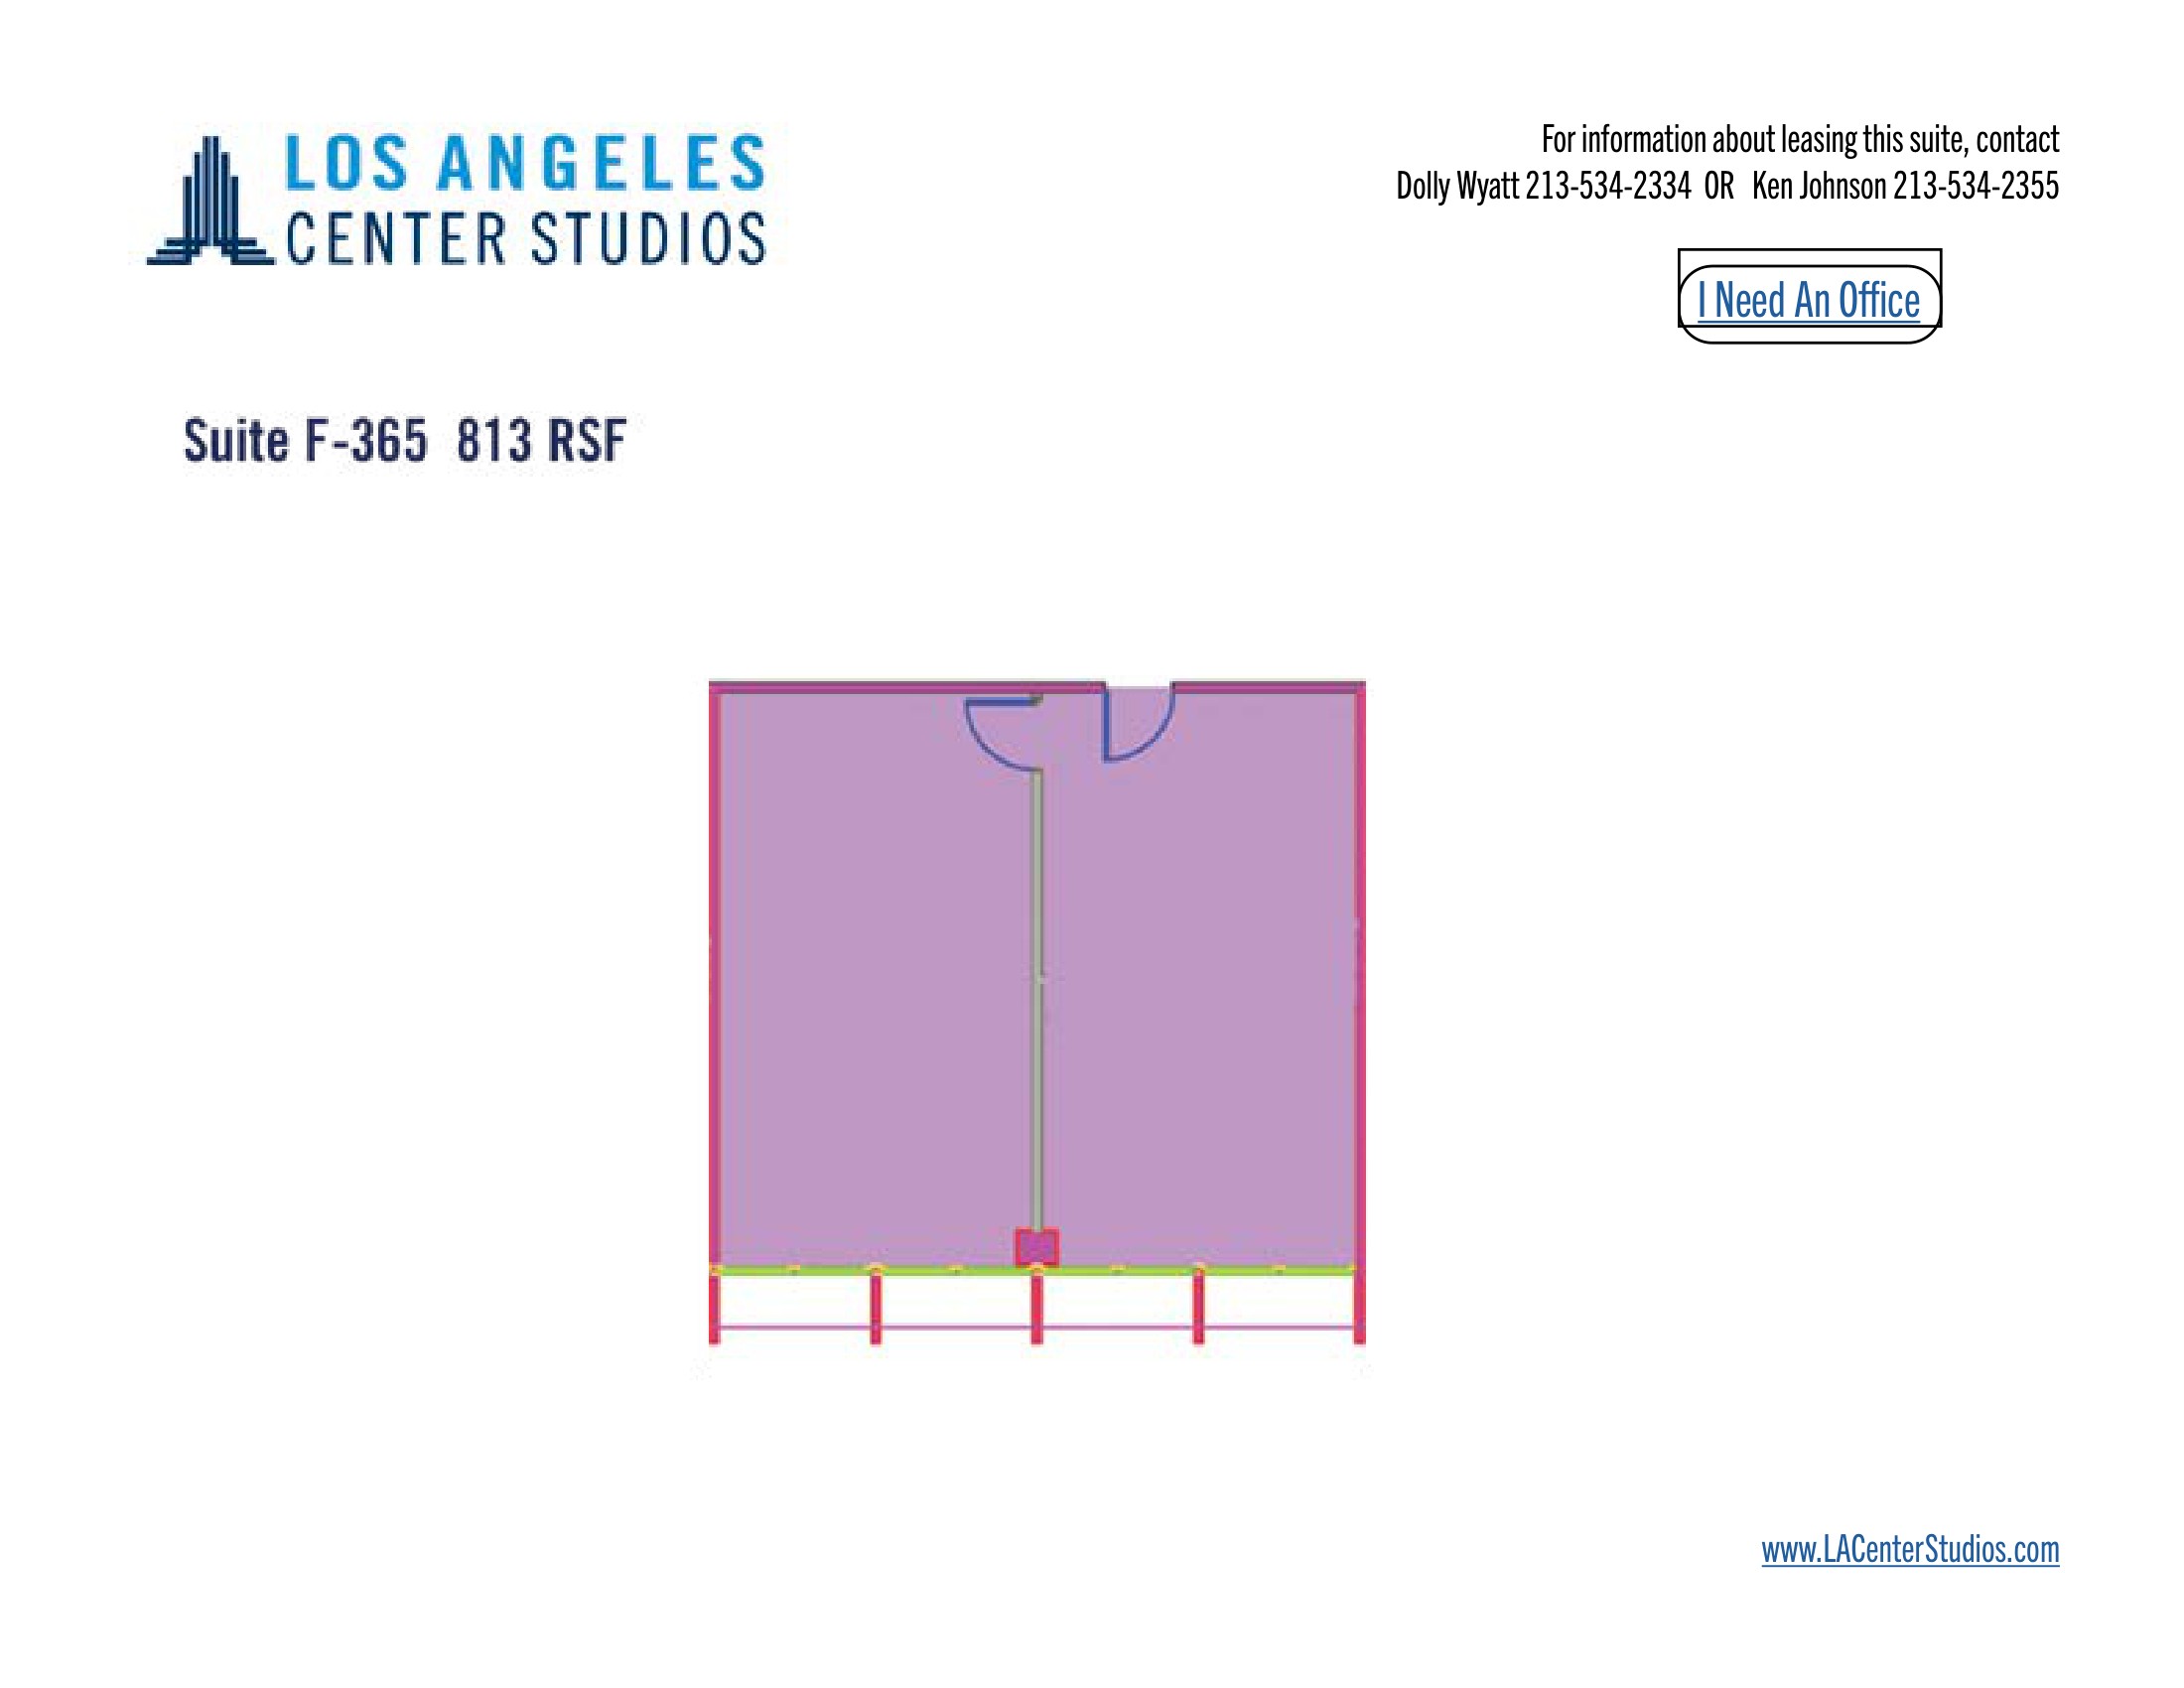 LOS ANGELES
CENTER STUDIOS
For information about leasing this suite, contact
Dolly Wyatt 213-534-2334 OR Ken Johnson 213-534-2355
I Need An Office
Suite F-365 813 RSF
www.LACenterStudios.com